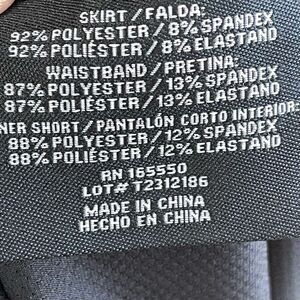 SKIRT/FALDA:
92% POLYESTER/8% SPANDEX
92% POLIÉSTER/8% ELASTANO
WAISTBAND/PRETINA:
87% POLYESTER/13% SPANDEX
87% POLIÉSTER/13% ELASTANO
NER SHORT/PANTALÓN CORTO INTERIOR:
88% POLYESTER/12% SPANDEX
88% POLIÉSTER/12% ELASTANO
RN 165550
LOT# T2312186
MADE IN CHINA
HECHO EN CHINA